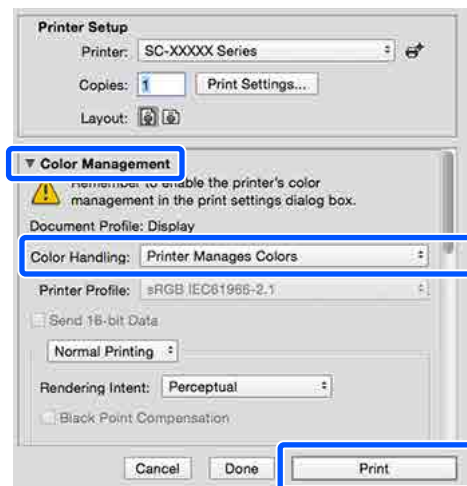 Printer Setup
Printer: SC-XXXXX Series
Copies: 1 Print Settings...
Layout:
▼ Color Management
Remember to enable the printer's color
management in the print settings dialog box.
Document Profile: Display
Color Handling: Printer Manages Colors
Printer Profile: sRGB IEC61966-2.1
Send 16-bit Data
Normal Printing
Rendering Intent: Perceptual
Black Point Compensation
Cancel Done Print